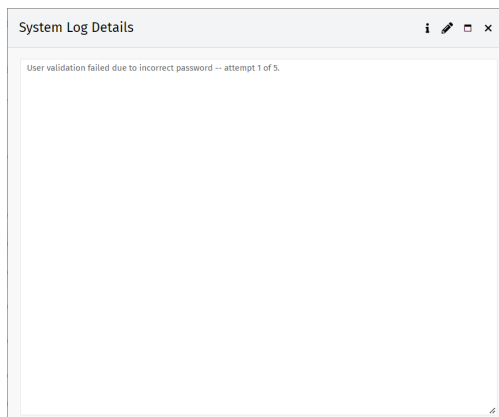 System Log Details
User validation failed due to incorrect password -- attempt 1 of 5.